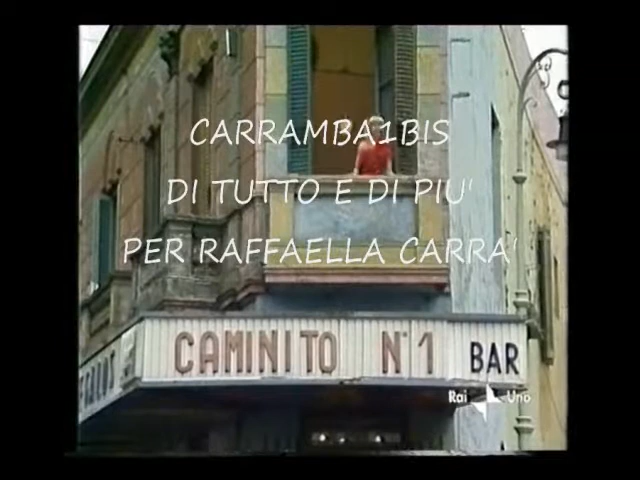 CARRAMBA1BIS
DI TUTTO E DI PIU'
PER RAFFAELLA CARRA'
CAMINITO N°1 BAR
Rai Uno